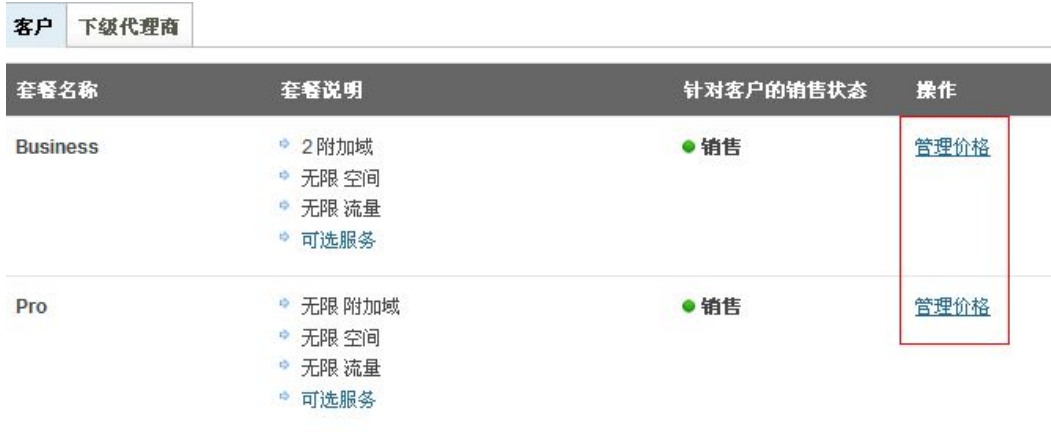 客户 下级代理商
套餐名称 套餐说明 针对客户的销售状态 操作
Business 2 附加域 销售 管理价格
无限 空间
无限 流量
可选服务
Pro 无限 附加域 销售 管理价格
无限 空间
无限 流量
可选服务